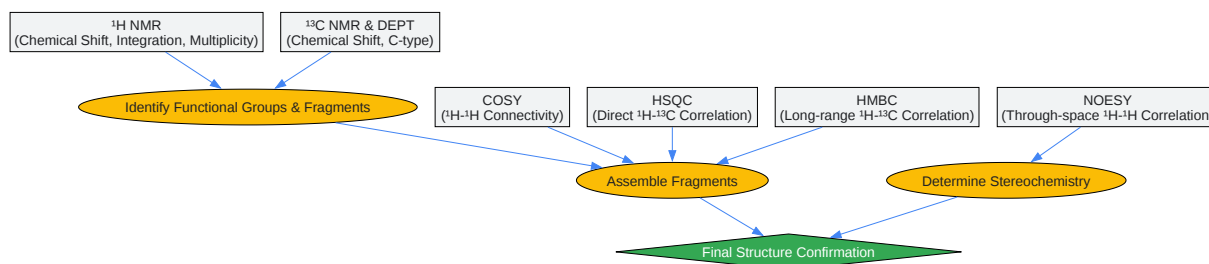 ¹H NMR
(Chemical Shift, Integration, Multiplicity)
¹³C NMR & DEPT
(Chemical Shift, C-type)
Identify Functional Groups & Fragments
COSY
(¹H-¹H Connectivity)
HSQC
(Direct ¹H-¹³C Correlation)
HMBC
(Long-range ¹H-¹³C Correlation)
NOESY
(Through-space ¹H-¹H Correlation
Assemble Fragments
Determine Stereochemistry
Final Structure Confirmation